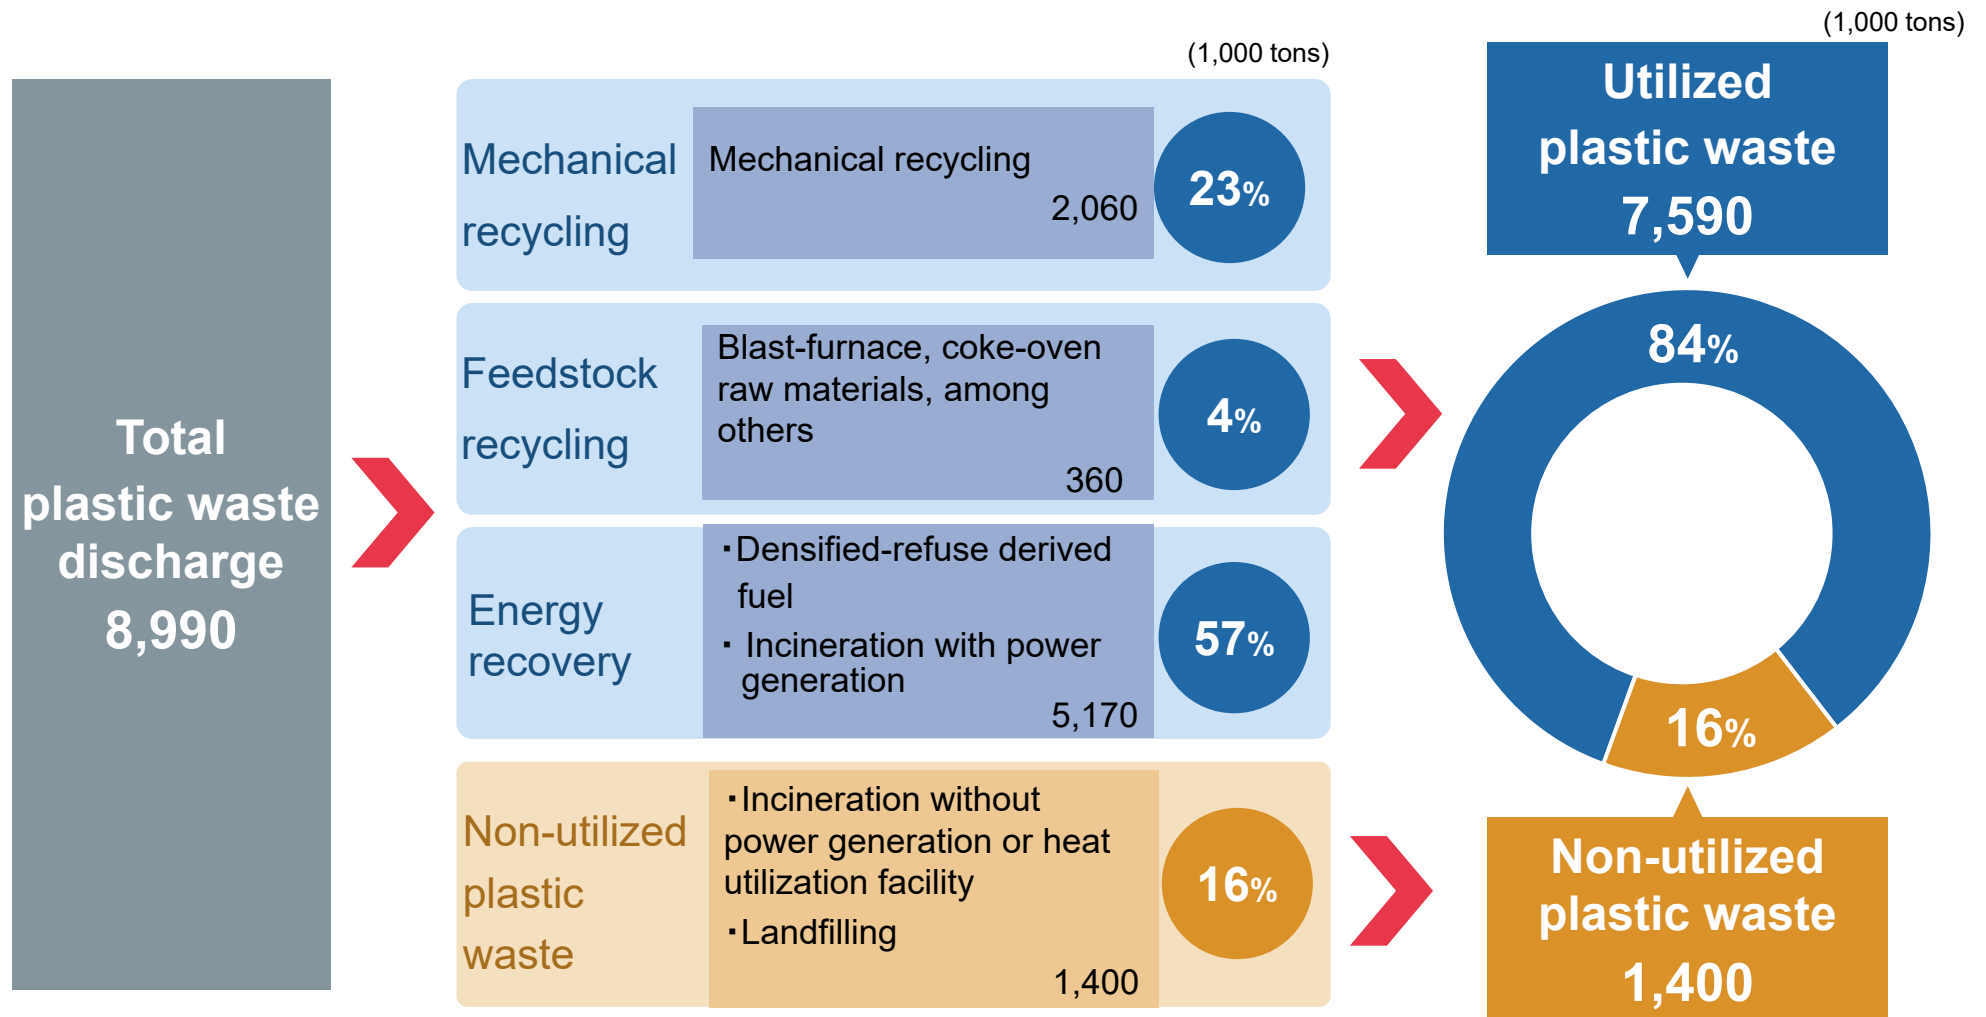 (1,000 tons)
(1,000 tons)
Total
plastic waste
discharge
8,990
Mechanical
recycling
Mechanical recycling
2,060
23%
Feedstock
recycling
Blast-furnace, coke-oven
raw materials, among
others
360
4%
Energy
recovery
・Densified-refuse derived
fuel
・ Incineration with power
generation
5,170
57%
Non-utilized
plastic
waste
・Incineration without
power generation or heat
utilization facility
・Landfilling
1,400
16%
Utilized
plastic waste
7,590
84%
16%
Non-utilized
plastic waste
1,400